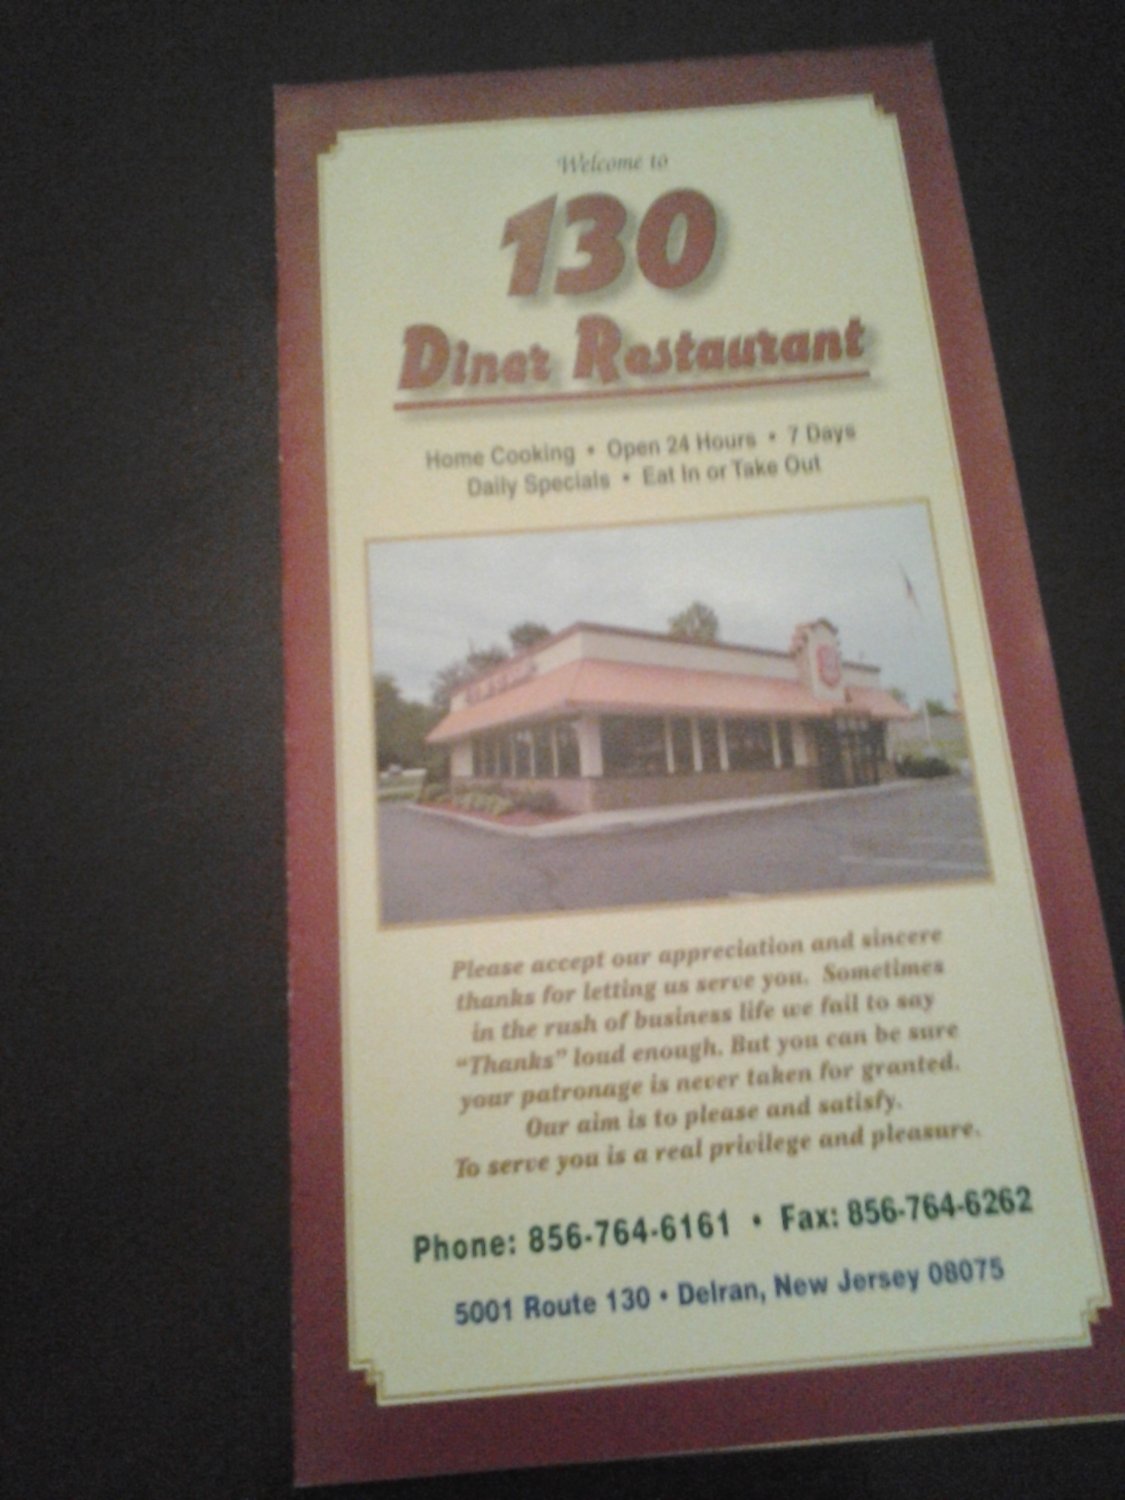 Welcome to
130
Diner Restaurant
Home Cooking • Open 24 Hours • 7 Days
Daily Specials • Eat In or Take Out
Please accept our appreciation and sincere
thanks for letting us serve you. Sometimes
in the rush of business life we fail to say
“Thanks” loud enough. But you can be sure
your patronage is never taken for granted.
Our aim is to please and satisfy.
To serve you is a real privilege and pleasure.
Phone: 856-764-6161 • Fax: 856-764-6262
5001 Route 130 • Delran, New Jersey 08075